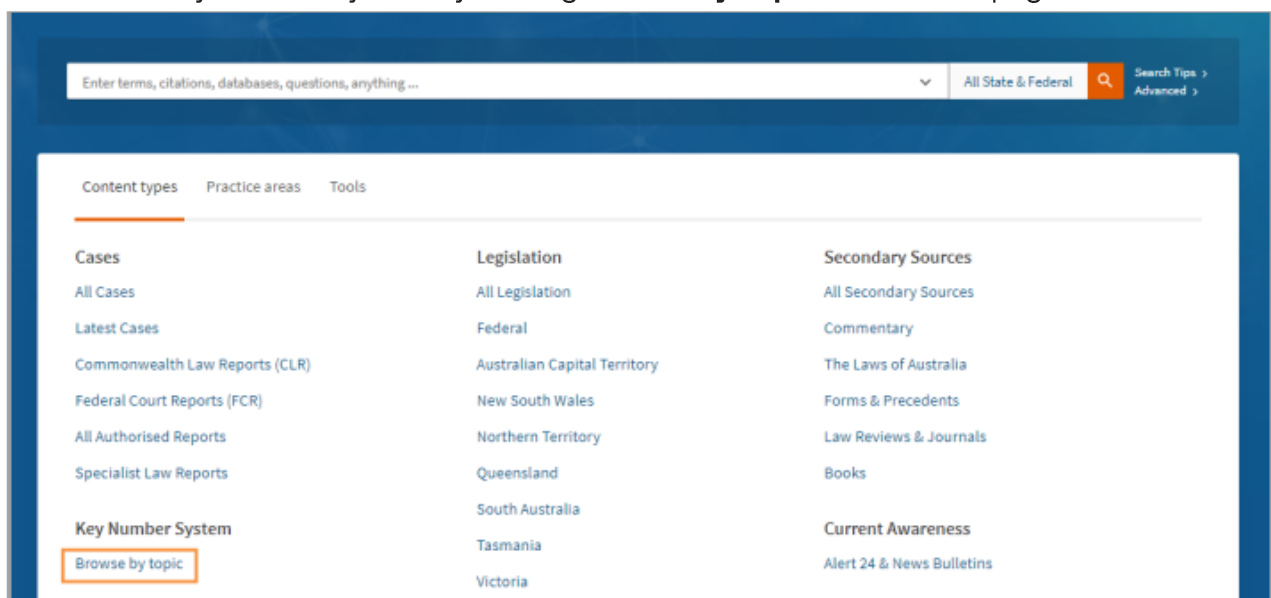 Enter terms, citations, databases, questions, anything ...
All State & Federal
Search Tips >
Advanced >
Content types Practice areas Tools
Cases
All Cases
Latest Cases
Commonwealth Law Reports (CLR)
Federal Court Reports (FCR)
All Authorised Reports
Specialist Law Reports
Key Number System
Browse by topic
Legislation
All Legislation
Federal
Australian Capital Territory
New South Wales
Northern Territory
Queensland
South Australia
Tasmania
Victoria
Secondary Sources
All Secondary Sources
Commentary
The Laws of Australia
Forms & Precedents
Law Reviews & Journals
Books
Current Awareness
Alert 24 & News Bulletins